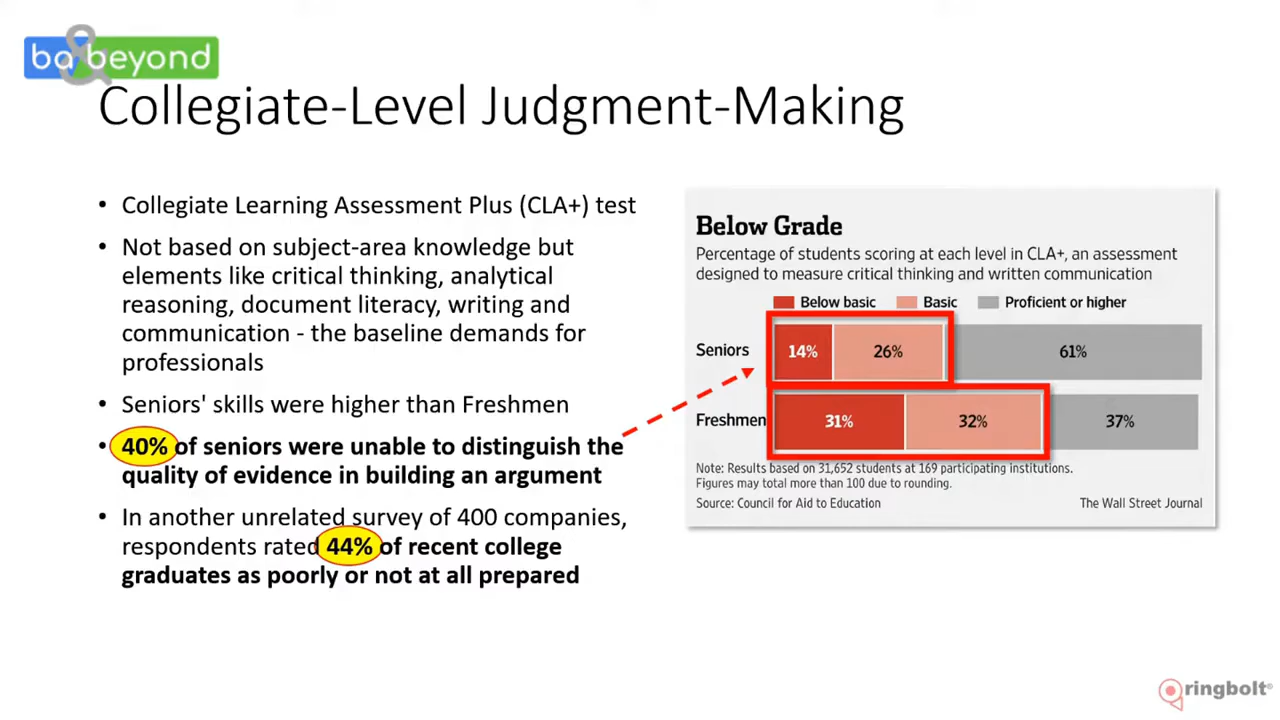 ba&beyond
Collegiate-Level Judgment-Making
• Collegiate Learning Assessment Plus (CLA+) test
• Not based on subject-area knowledge but
elements like critical thinking, analytical
reasoning, document literacy, writing and
communication - the baseline demands for
professionals
• Seniors' skills were higher than Freshmen
• 40% of seniors were unable to distinguish the
quality of evidence in building an argument
• In another unrelated survey of 400 companies,
respondents rated 44% of recent college
graduates as poorly or not at all prepared
Below Grade
Percentage of students scoring at each level in CLA+, an assessment
designed to measure critical thinking and written communication
Below basic Basic Proficient or higher
Seniors 14% 26% 61%
Freshmen 31% 32% 37%
Note: Results based on 31,652 students at 169 participating institutions.
Figures may total more than 100 due to rounding.
Source: Council for Aid to Education The Wall Street Journal
ringbolt®